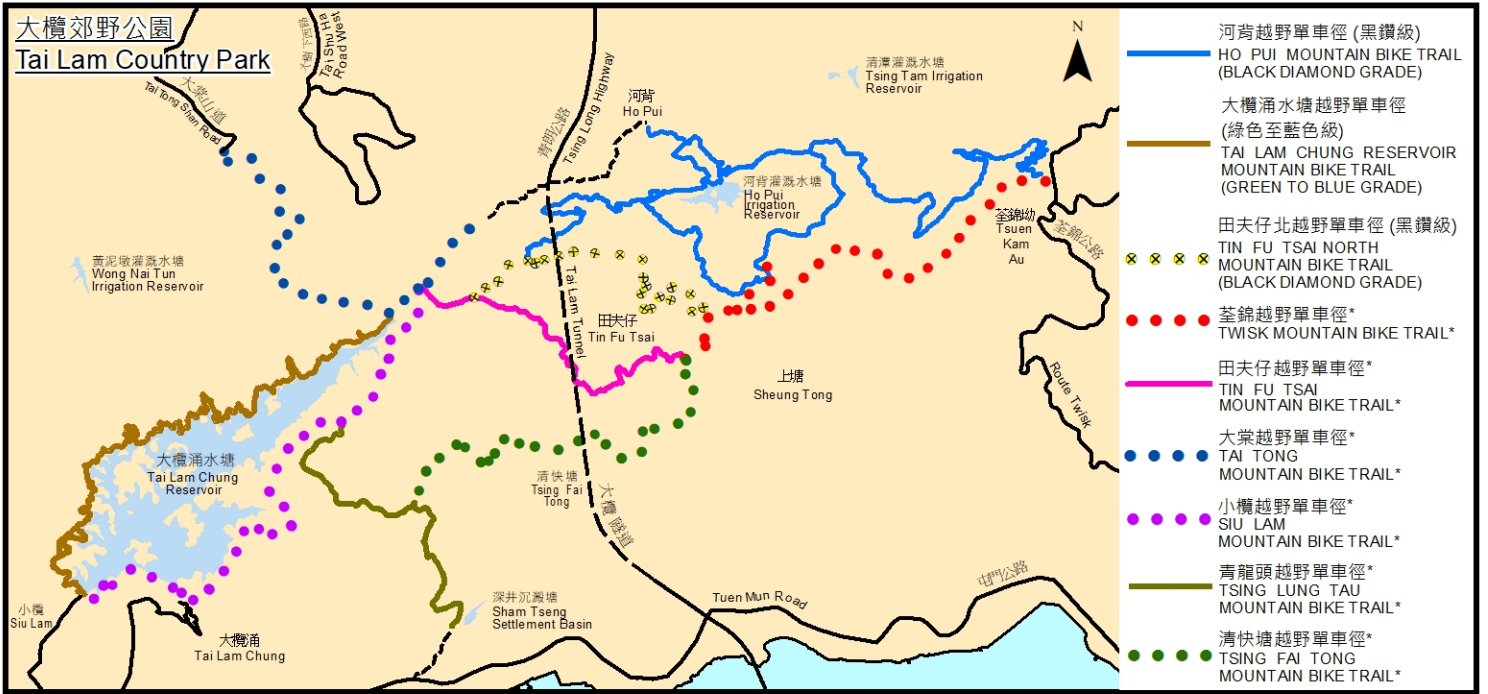 大欖郊野公園
Tai Lam Country Park
Tai Shu Ha
Road West
大棠山道
Tai Tong Shan Road
青朗公路
Tsing Long Highway
河背
Ho Pui
清潭灌溉水塘
Tsing Tam Irrigation
Reservoir
N
河背灌溉水塘
Ho Pui
Irrigation
Reservoir
荃錦坳
Tsuen
Kam
Au
荃錦公路
Route Twisk
黃泥墩灌溉水塘
Wong Nai Tun
Irrigation Reservoir
田夫仔
Tin Fu Tsai
Tai Lam Tunnel
大欖隧道
上塘
Sheung Tong
大欖涌水塘
Tai Lam Chung
Reservoir
清快塘
Tsing Fai
Tong
深井沉澱塘
Sham Tseng
Settlement Basin
小欖
Siu Lam
大欖涌
Tai Lam Chung
屯門公路
Tuen Mun Road
河背越野單車徑 (黑鑽級)
HO PUI MOUNTAIN BIKE TRAIL
(BLACK DIAMOND GRADE)
大欖涌水塘越野單車徑
(綠色至藍色級)
TAI LAM CHUNG RESERVOIR
MOUNTAIN BIKE TRAIL
(GREEN TO BLUE GRADE)
田夫仔北越野單車徑 (黑鑽級)
TIN FU TSAI NORTH
MOUNTAIN BIKE TRAIL
(BLACK DIAMOND GRADE)
荃錦越野單車徑*
TWISK MOUNTAIN BIKE TRAIL*
田夫仔越野單車徑*
TIN FU TSAI
MOUNTAIN BIKE TRAIL*
大棠越野單車徑*
TAI TONG
MOUNTAIN BIKE TRAIL*
小欖越野單車徑*
SIU LAM
MOUNTAIN BIKE TRAIL*
青龍頭越野單車徑*
TSING LUNG TAU
MOUNTAIN BIKE TRAIL*
清快塘越野單車徑*
TSING FAI TONG
MOUNTAIN BIKE TRAIL*